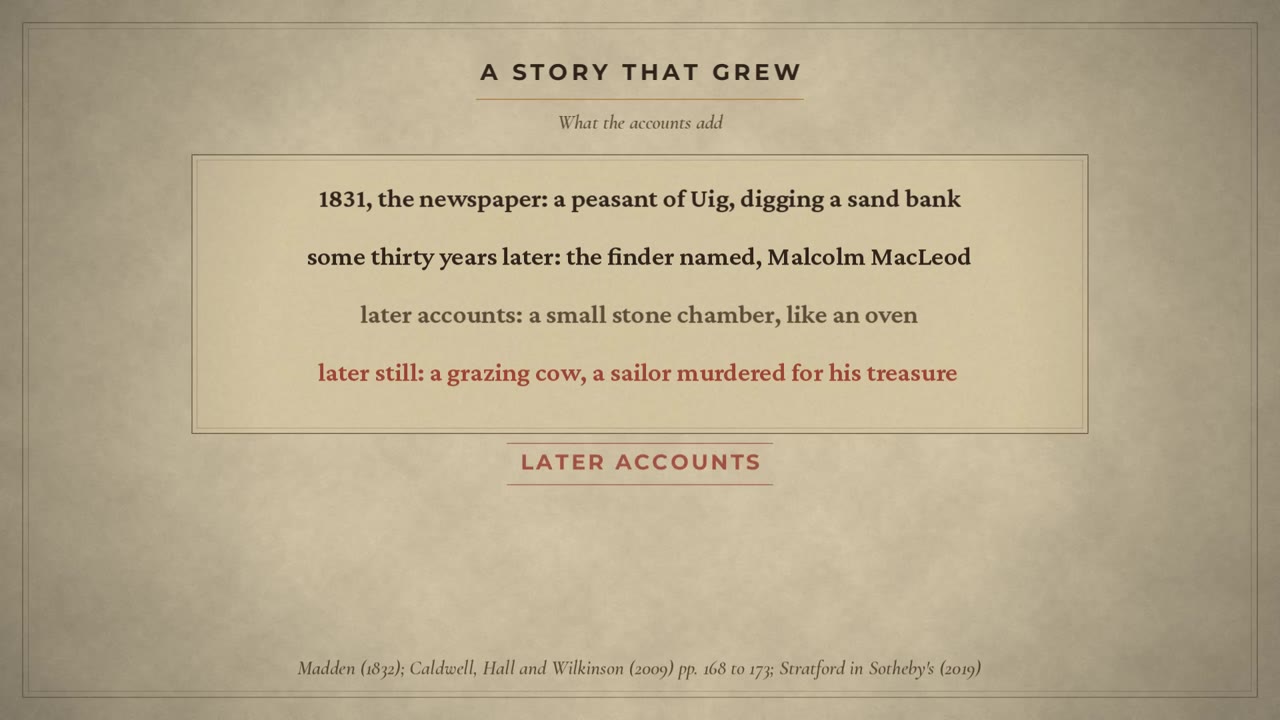 A STORY THAT GREW
What the accounts add
1831, the newspaper: a peasant of Uig, digging a sand bank
some thirty years later: the finder named, Malcolm MacLeod
later accounts: a small stone chamber, like an oven
later still: a grazing cow, a sailor murdered for his treasure
LATER ACCOUNTS
Madden (1832); Caldwell, Hall and Wilkinson (2009) pp. 168 to 173; Stratford in Sotheby's (2019)